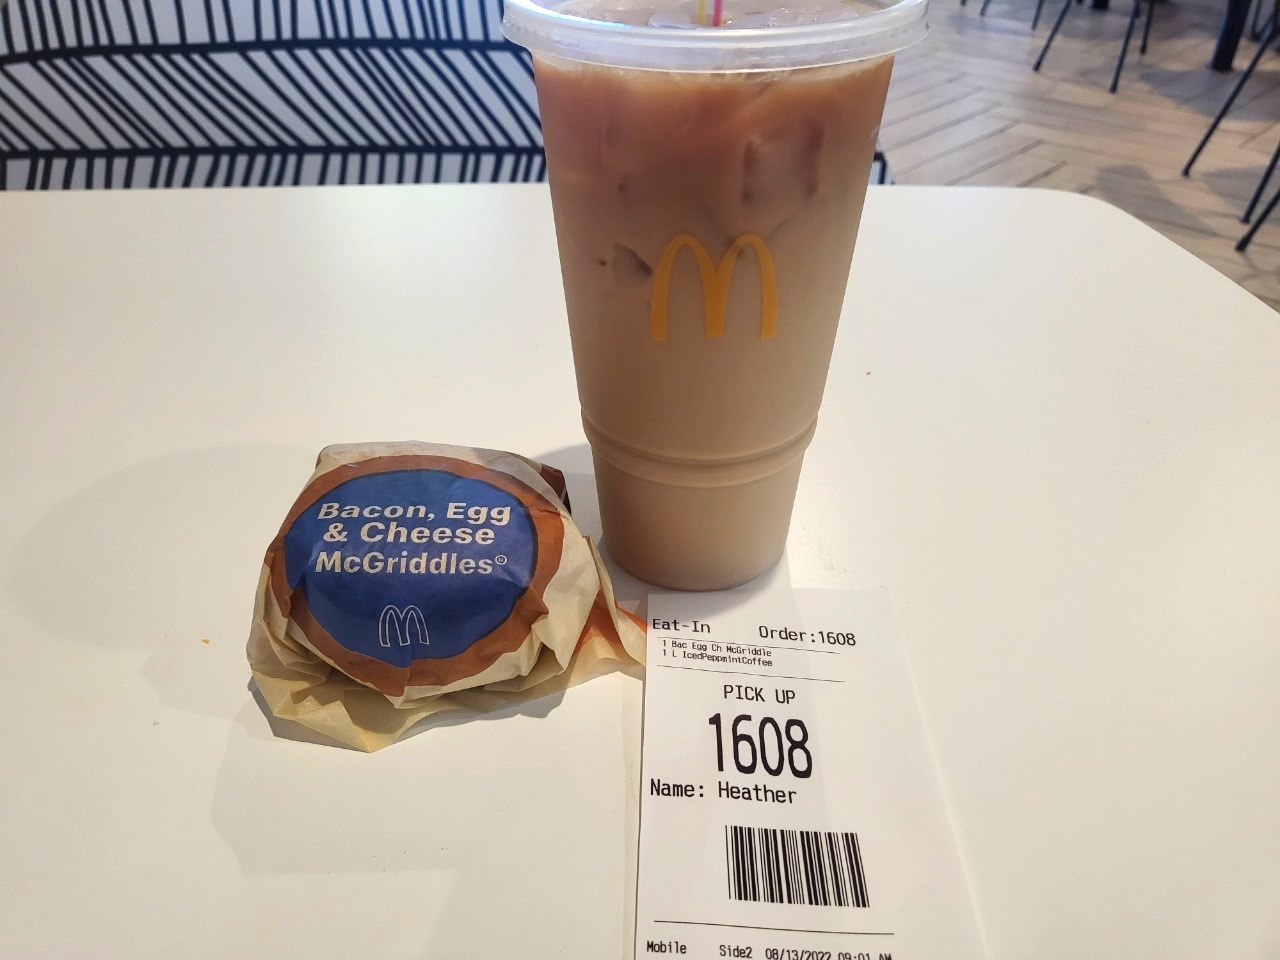 Bacon, Egg
& Cheese
McGriddles®
Eat-In Order:1608
1 Bac Egg Ch McGriddle
1 L IcedPeppmintCoffee
PICK UP
1608
Name: Heather
Mobile Side2 08/13/2022 09:01 AM